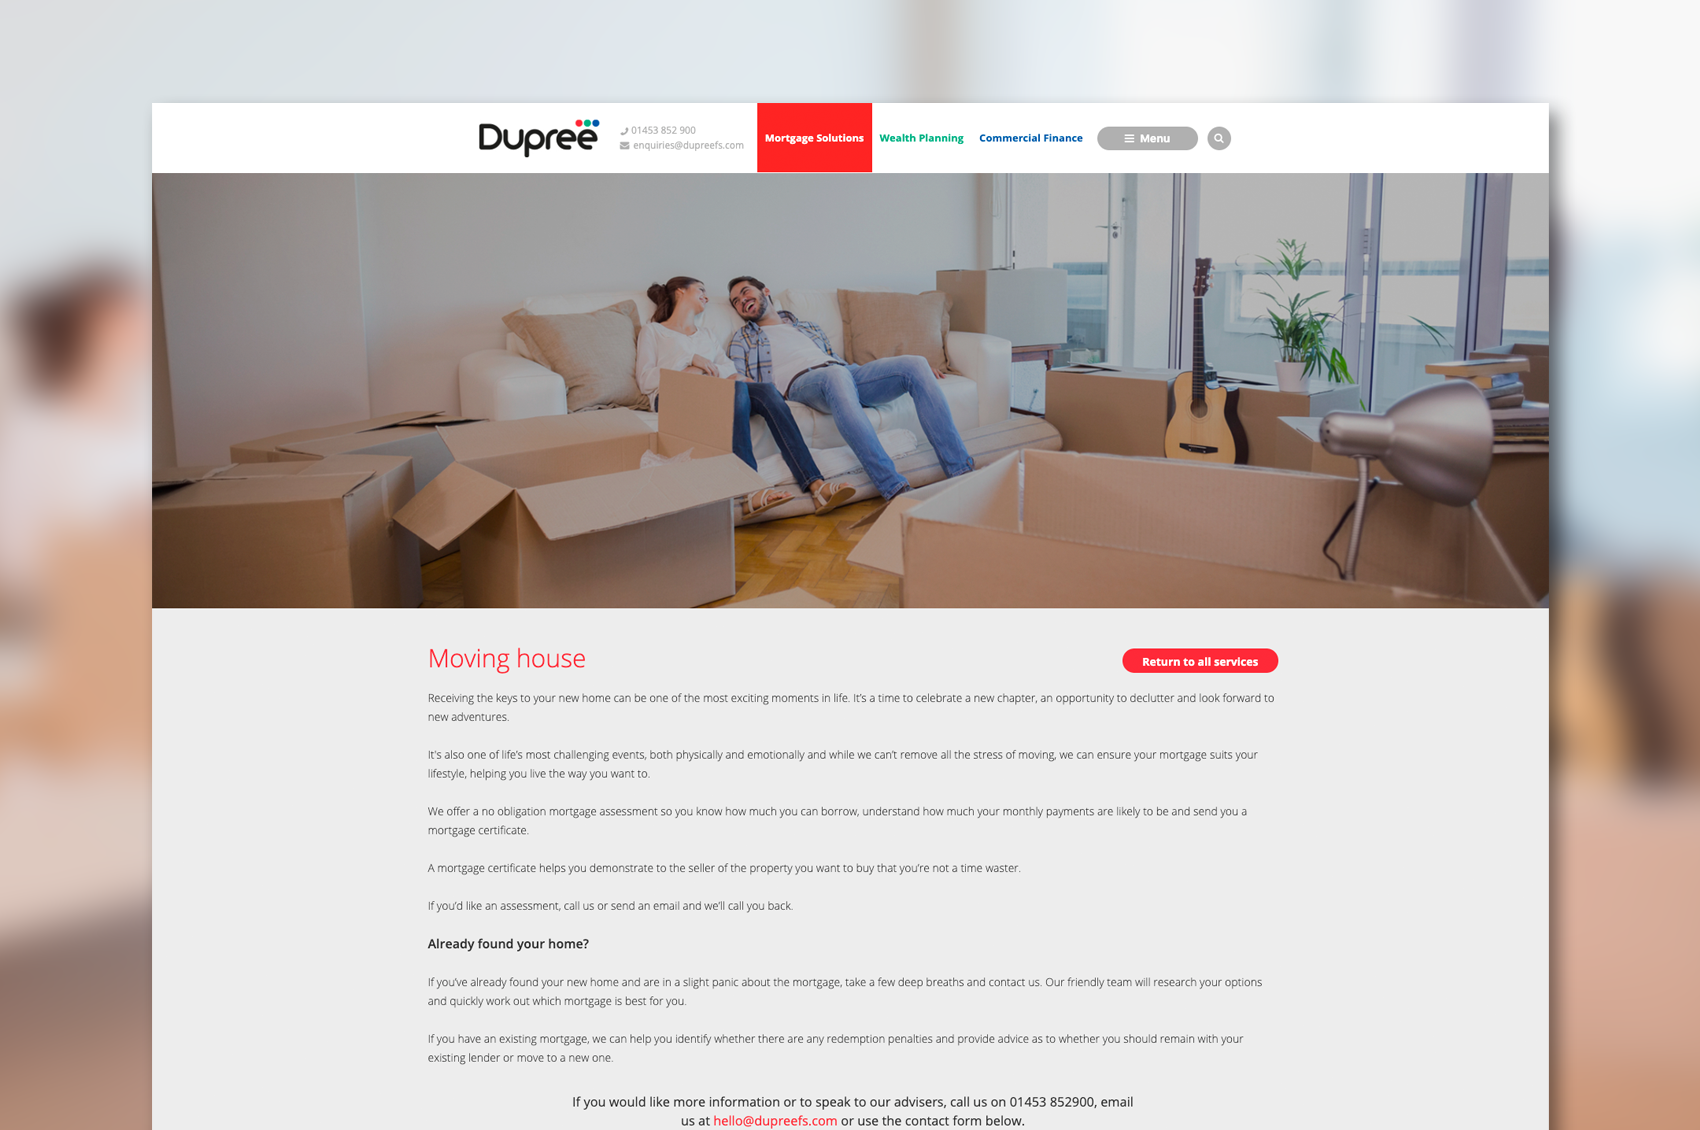 Dupree
01453 852 900
enquiries@dupreefs.com
Mortgage Solutions
Wealth Planning
Commercial Finance
Menu
Moving house
Return to all services
Receiving the keys to your new home can be one of the most exciting moments in life. It's a time to celebrate a new chapter, an opportunity to declutter and look forward to
new adventures.
It's also one of life's most challenging events, both physically and emotionally and while we can't remove all the stress of moving, we can ensure your mortgage suits your
lifestyle, helping you live the way you want to.
We offer a no obligation mortgage assessment so you know how much you can borrow, understand how much your monthly payments are likely to be and send you a
mortgage certificate.
A mortgage certificate helps you demonstrate to the seller of the property you want to buy that you're not a time waster.
If you'd like an assessment, call us or send an email and we'll call you back.
Already found your home?
If you've already found your new home and are in a slight panic about the mortgage, take a few deep breaths and contact us. Our friendly team will research your options
and quickly work out which mortgage is best for you.
If you have an existing mortgage, we can help you identify whether there are any redemption penalties and provide advice as to whether you should remain with your
existing lender or move to a new one.
If you would like more information or to speak to our advisers, call us on 01453 852900, email
us at hello@dupreefs.com or use the contact form below.